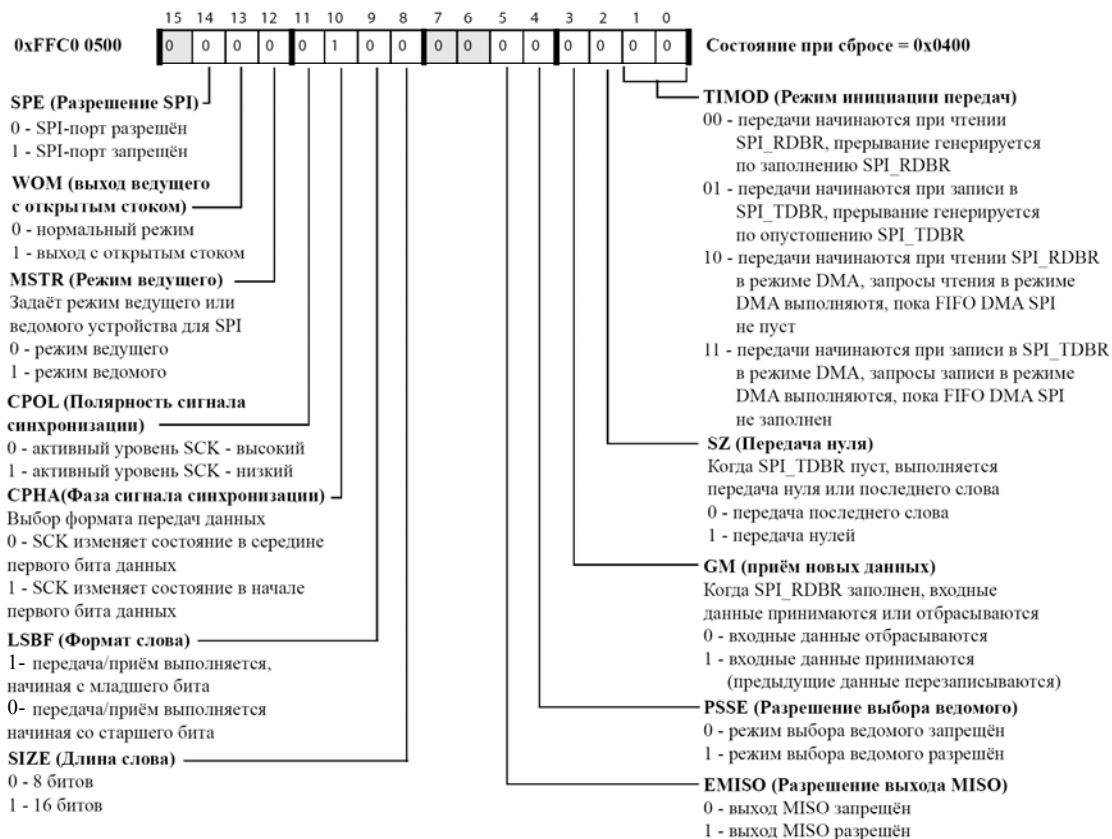 15 14 13 12 11 10 9 8 7 6 5 4 3 2 1 0
0xFFC0 0500 0 0 0 0 0 1 0 0 0 0 0 0 0 0 0 0 Состояние при сбросе = 0x0400
SPE (Разрешение SPI)
0 - SPI-порт разрешён
1 - SPI-порт запрещён
WOM (выход ведущего
с открытым стоком)
0 - нормальный режим
1 - выход с открытым стоком
MSTR (Режим ведущего)
Задаёт режим ведущего или
ведомого устройства для SPI
0 - режим ведущего
1 - режим ведомого
CPOL (Полярность сигнала
синхронизации)
0 - активный уровень SCK - высокий
1 - активный уровень SCK - низкий
CPHA(Фаза сигнала синхронизации)
Выбор формата передач данных
0 - SCK изменяет состояние в середине
первого бита данных
1 - SCK изменяет состояние в начале
первого бита данных
LSBF (Формат слова)
1- передача/приём выполняется,
начиная с младшего бита
0- передача/приём выполняется
начиная со старшего бита
SIZE (Длина слова)
0 - 8 битов
1 - 16 битов
TIMOD (Режим инициации передач)
00 - передачи начинаются при чтении
SPI_RDBR, прерывание генерируется
по заполнению SPI_RDBR
01 - передачи начинаются при записи в
SPI_TDBR, прерывание генерируется
по опустошению SPI_TDBR
10 - передачи начинаются при чтении SPI_RDBR
в режиме DMA, запросы чтения в режиме
DMA выполняютя, пока FIFO DMA SPI
не пуст
11 - передачи начинаются при записи в SPI_TDBR
в режиме DMA, запросы записи в режиме
DMA выполняются, пока FIFO DMA SPI
не заполнен
SZ (Передача нуля)
Когда SPI_TDBR пуст, выполняется
передача нуля или последнего слова
0 - передача последнего слова
1 - передача нулей
GM (приём новых данных)
Когда SPI_RDBR заполнен, входные
данные принимаются или отбрасываются
0 - входные данные отбрасываются
1 - входные данные принимаются
(предыдущие данные перезаписываются)
PSSE (Разрешение выбора ведомого)
0 - режим выбора ведомого запрещён
1 - режим выбора ведомого разрешён
EMISO (Разрешение выхода MISO)
0 - выход MISO запрещён
1 - выход MISO разрешён